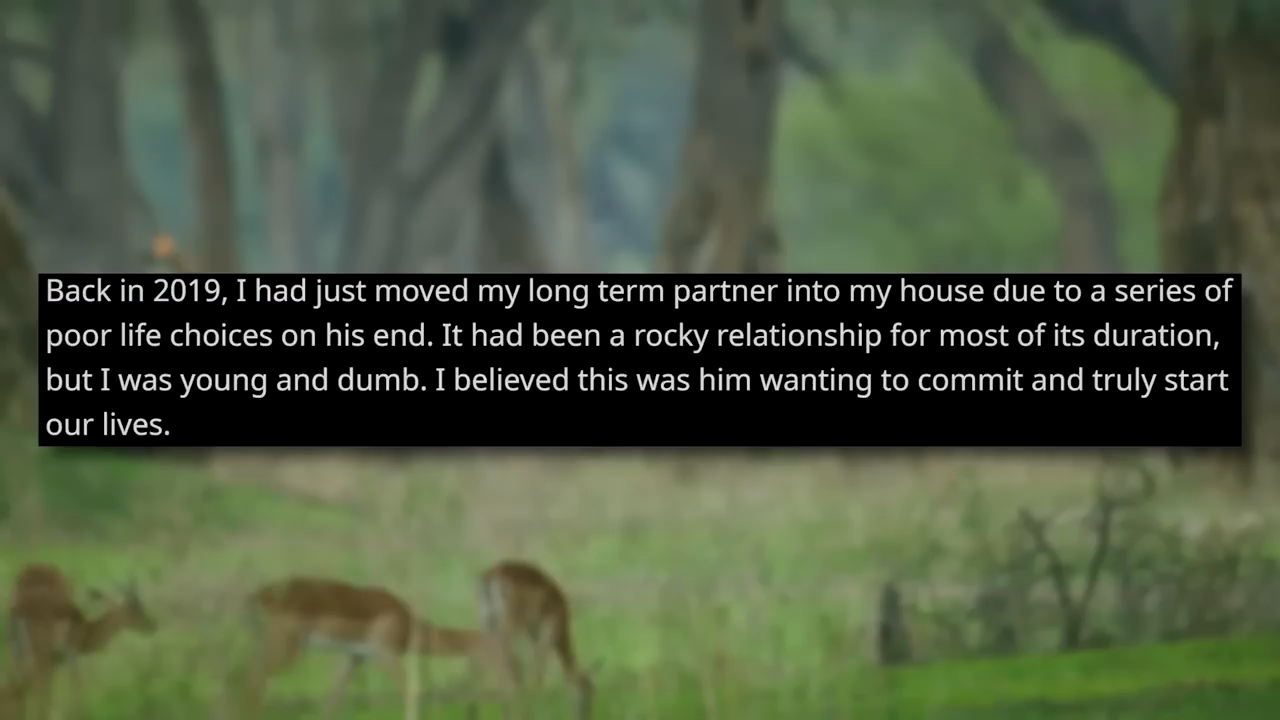 Back in 2019, I had just moved my long term partner into my house due to a series of
poor life choices on his end. It had been a rocky relationship for most of its duration,
but I was young and dumb. I believed this was him wanting to commit and truly start
our lives.